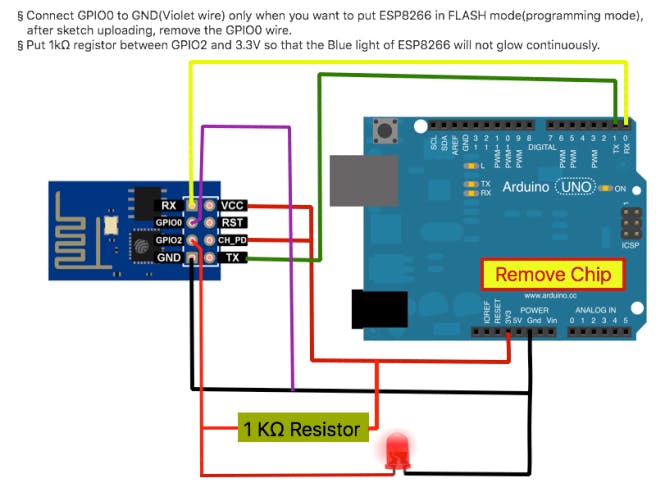 § Connect GPIO0 to GND(Violet wire) only when you want to put ESP8266 in FLASH mode(programming mode),
after sketch uploading, remove the GPIO0 wire.
§ Put 1kΩ registor between GPIO2 and 3.3V so that the Blue light of ESP8266 will not glow continuously.
SCL
SDA
AREF
GND
13
12
PWM 11
PWM 10
PWM 9
8
DIGITAL
7
PWM 6
PWM 5
4
PWM 3
2
TX 1
RX 0
L
TX
RX
Arduino UNO
ON
1
ICSP
RX VCC
GPIO0 RST
GPIO2 CH_PD
GND TX
Remove Chip
www.arduino.cc
POWER ANALOG IN
IOREF
RESET
3V3
5V Gnd Vin 0 1 2 3 4 5
1 KΩ Resistor